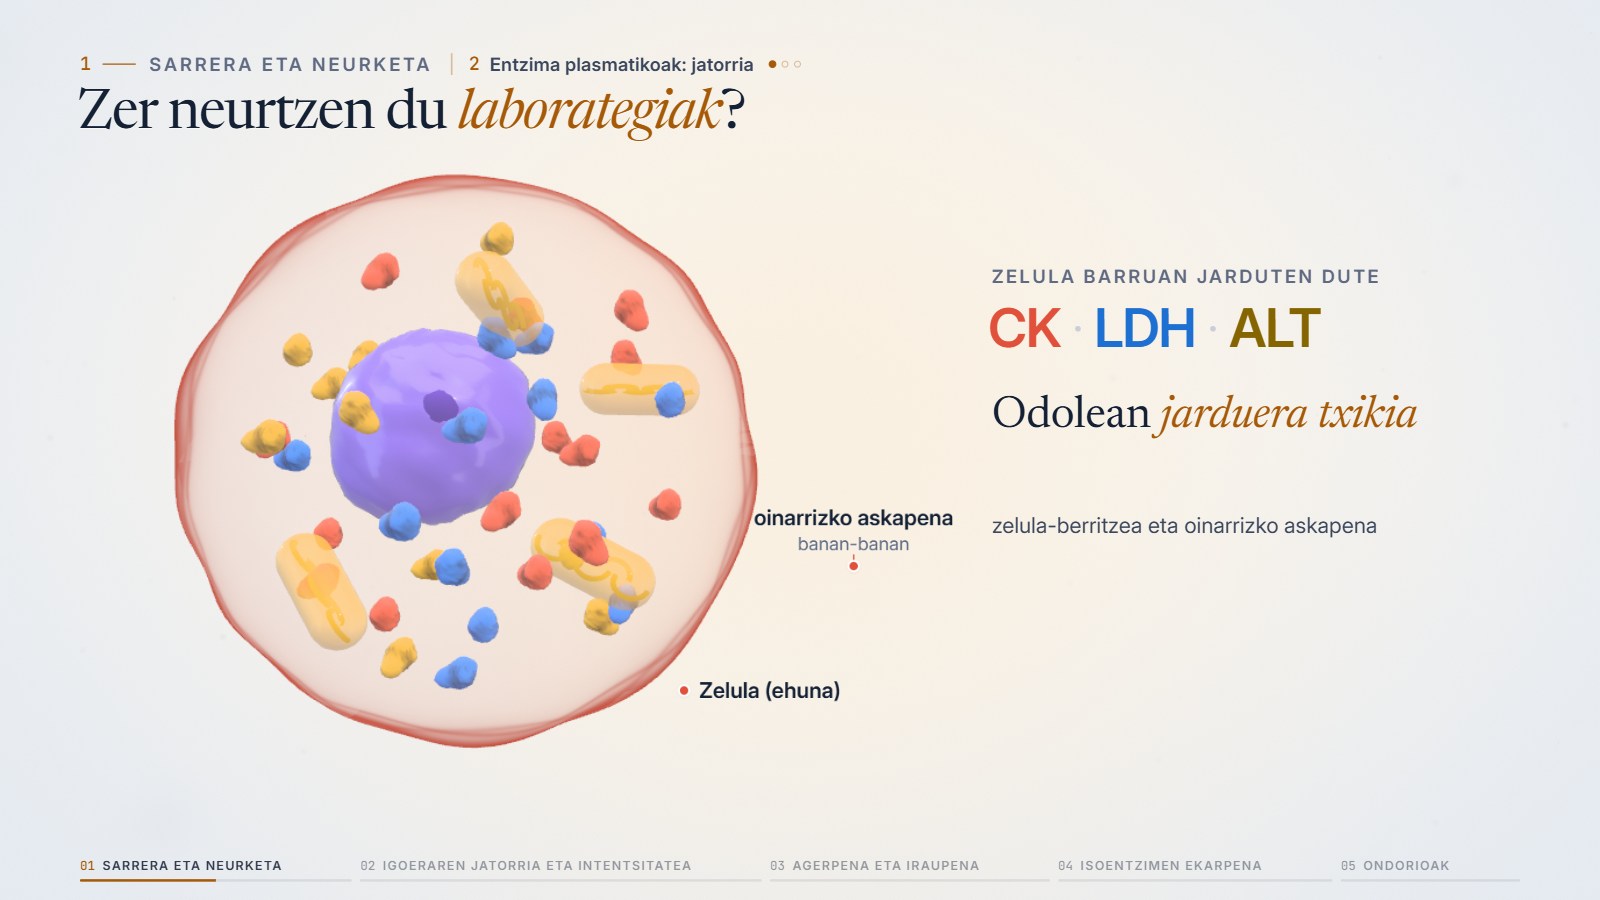 1 SARRERA ETA NEURKETA 2 Entzima plasmatikoak: jatorria
Zer neurtzen du laborategiak?
ZELULA BARRUAN JARDUTEN DUTE
CK · LDH · ALT
Odolean jarduera txikia
oinarrizko askapena
banan-banan
zelula-berritzea eta oinarrizko askapena
Zelula (ehuna)
01 SARRERA ETA NEURKETA
02 IGOERAREN JATORRIA ETA INTENTSITATEA
03 AGERPENA ETA IRAUPENA
04 ISOENTZIMEN EKARPENA
05 ONDORIOAK